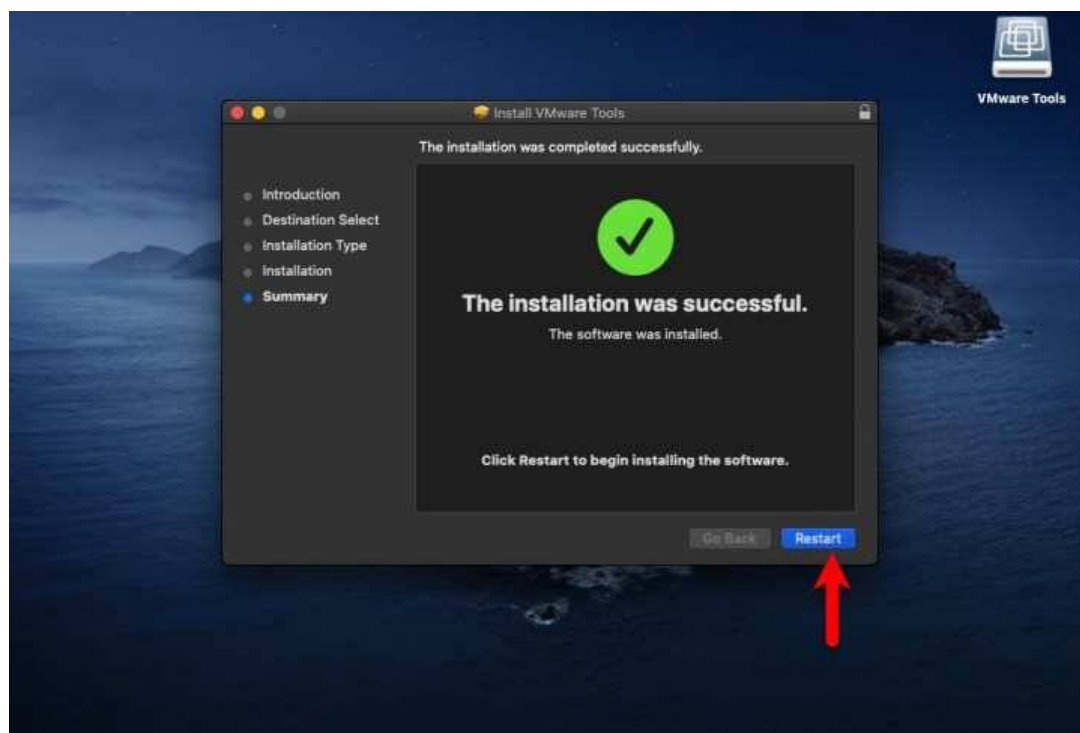 VMware Tools
Install VMware Tools
The installation was completed successfully.
Introduction
Destination Select
Installation Type
Installation
Summary
The installation was successful.
The software was installed.
Click Restart to begin installing the software.
Go Back
Restart